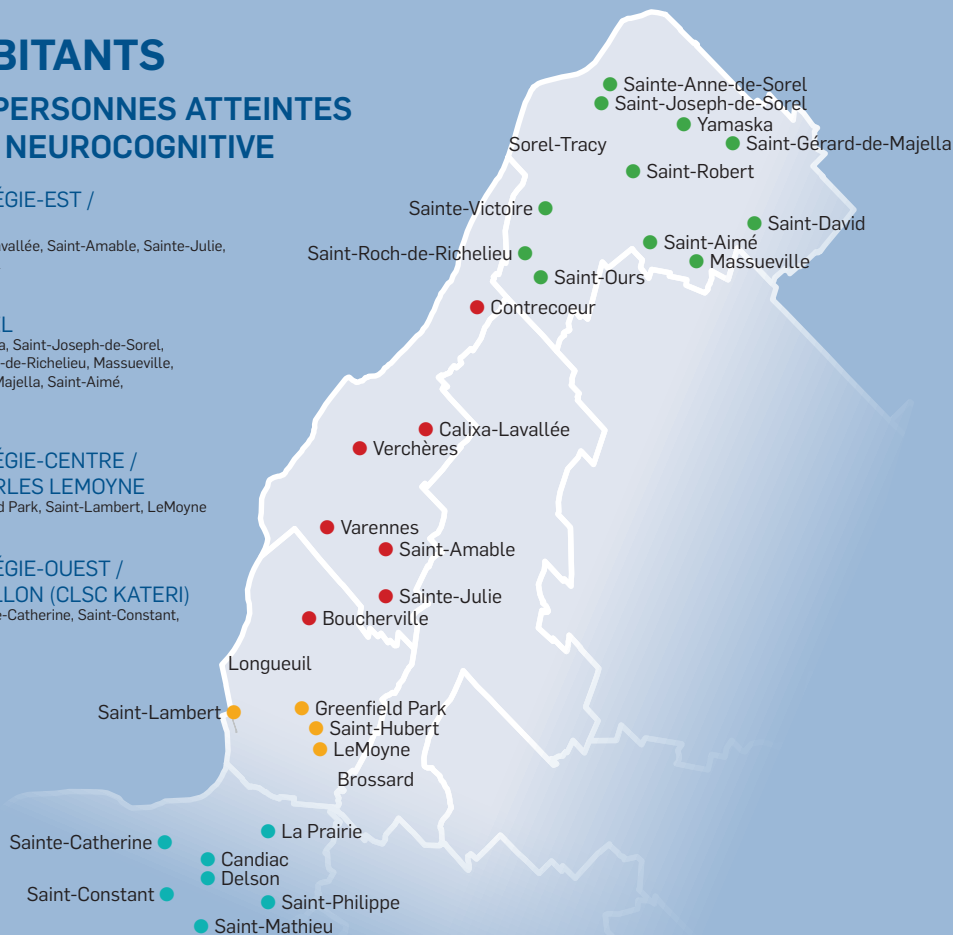 BITANTS
PERSONNES ATTEINTES
NEUROCOGNITIVE
ÉGIE-EST /
vallée, Saint-Amable, Sainte-Julie,
L
a, Saint-Joseph-de-Sorel,
-de-Richelieu, Massueville,
Majella, Saint-Aimé,
ÉGIE-CENTRE /
RLES LEMOYNE
d Park, Saint-Lambert, LeMoyne
ÉGIE-OUEST /
LLON (CLSC KATERI)
e-Catherine, Saint-Constant,
Sainte-Anne-de-Sorel
Saint-Joseph-de-Sorel
Yamaska
Sorel-Tracy
Saint-Gérard-de-Majella
Saint-Robert
Sainte-Victoire
Saint-David
Saint-Aimé
Saint-Roch-de-Richelieu
Massueville
Saint-Ours
Contrecoeur
Calixa-Lavallée
Verchères
Varennes
Saint-Amable
Sainte-Julie
Boucherville
Longueuil
Saint-Lambert
Greenfield Park
Saint-Hubert
LeMoyne
Brossard
La Prairie
Sainte-Catherine
Candiac
Delson
Saint-Constant
Saint-Philippe
Saint-Mathieu